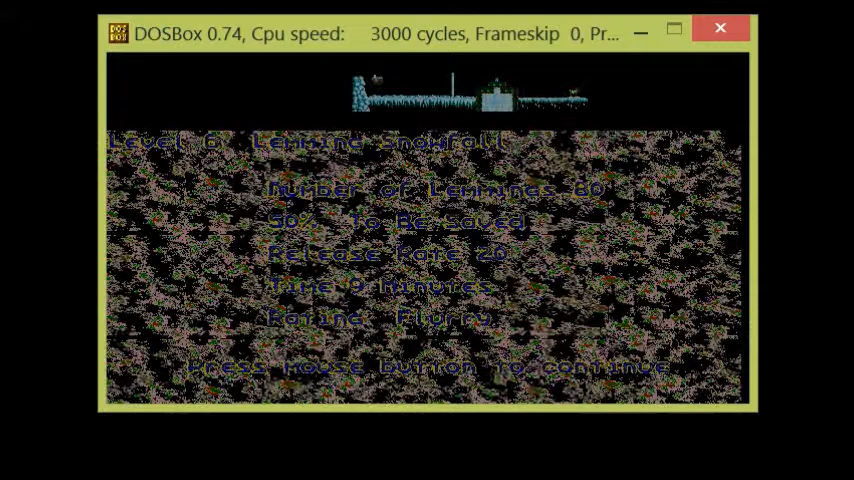 DOSBox 0.74, Cpu speed: 3000 cycles, Frameskip 0, Pr...
Level 6 Lemming Snowfall
Number of Lemmings 80
50% To Be Saved
Release Rate 20
Time 9 Minutes
Rating Flurry
Press mouse button to continue